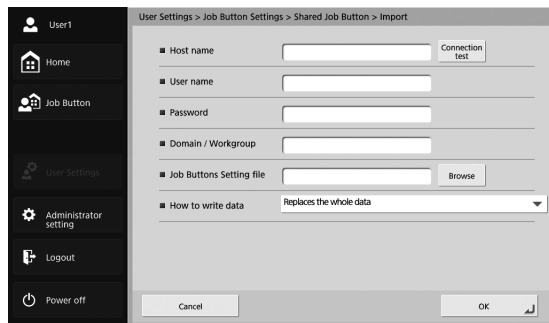 User1
Home
Job Button
User Settings
Administrator
setting
Logout
Power off
User Settings > Job Button Settings > Shared Job Button > Import
Host name
Connection
test
User name
Password
Domain / Workgroup
Job Buttons Setting file
Browse
How to write data
Replaces the whole data
Cancel
OK